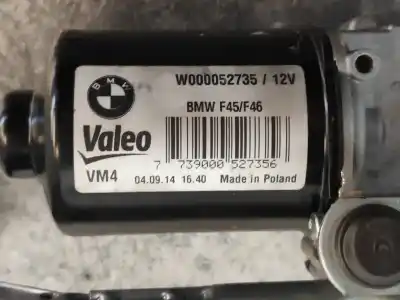 BMW
W000052735 / 12V
BMW F45/F46
Valeo
7 739000 527356
VM4 04.09.14 16.40 Made in Poland